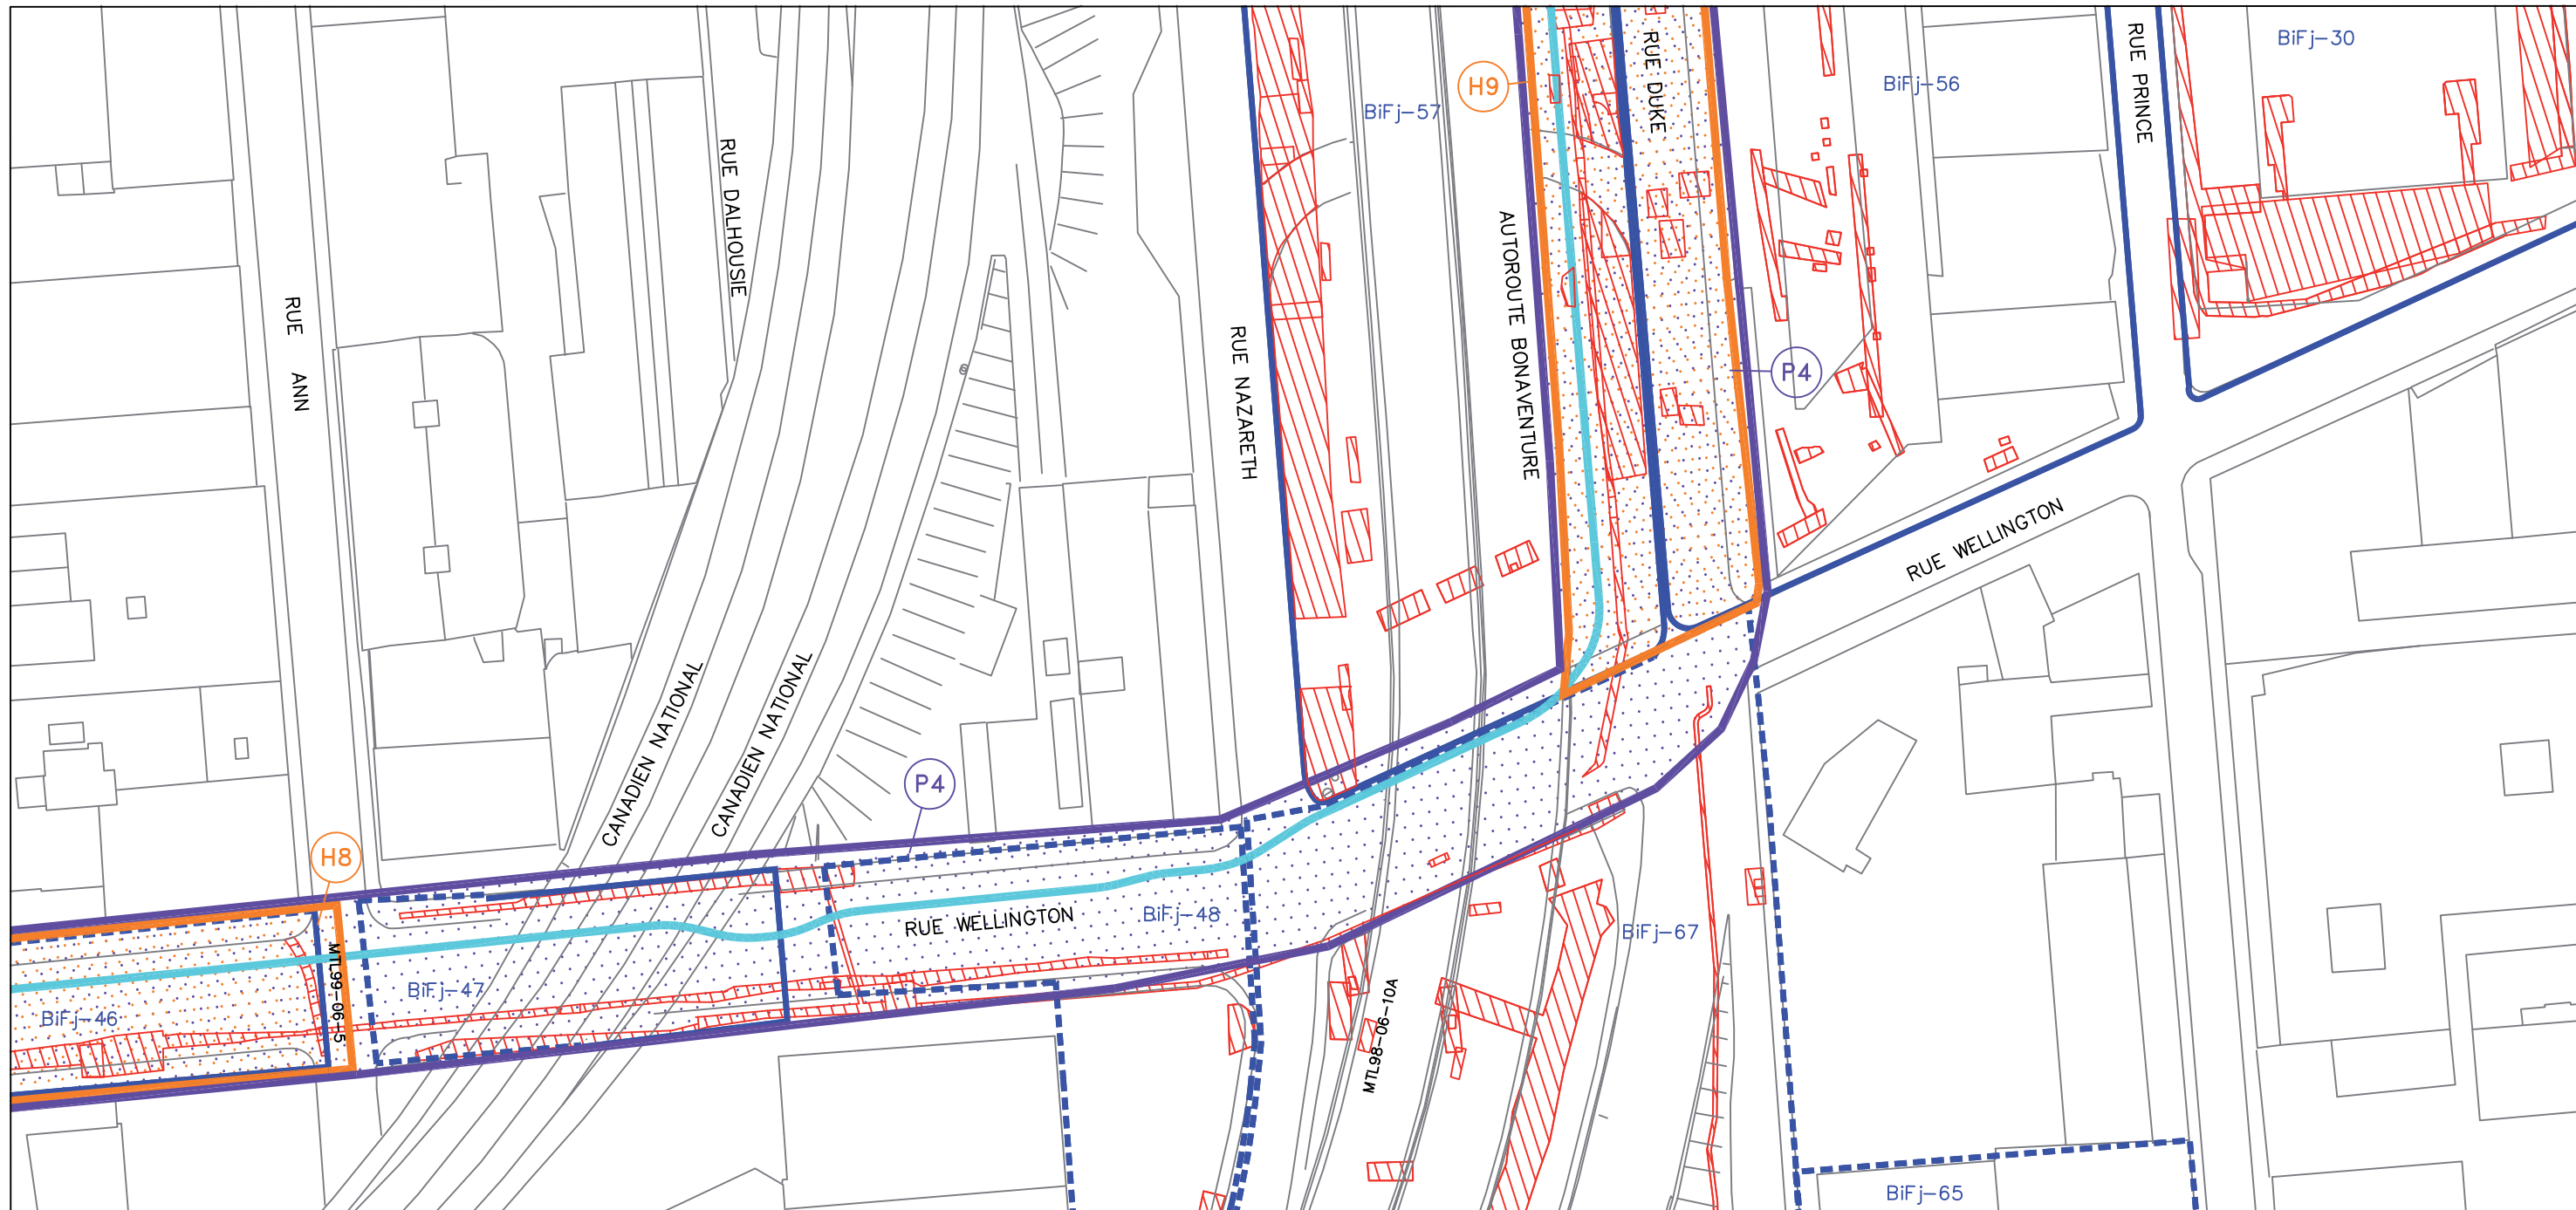 RUE PRINCE
BiFj-30
RUE DUKE
H9
BiFj-56
BiFj-57
RUE DALHOUSIE
AUTOROUTE BONAVENTURE
RUE ANN
RUE NAZARETH
P4
RUE WELLINGTON
CANADIEN NATIONAL
CANADIEN NATIONAL
P4
H8
RUE WELLINGTON
BiFj-48
BiFj-67
MTL99-06-5
BiFj-47
BiFj-46
MTL98-06-10A
BiFj-65